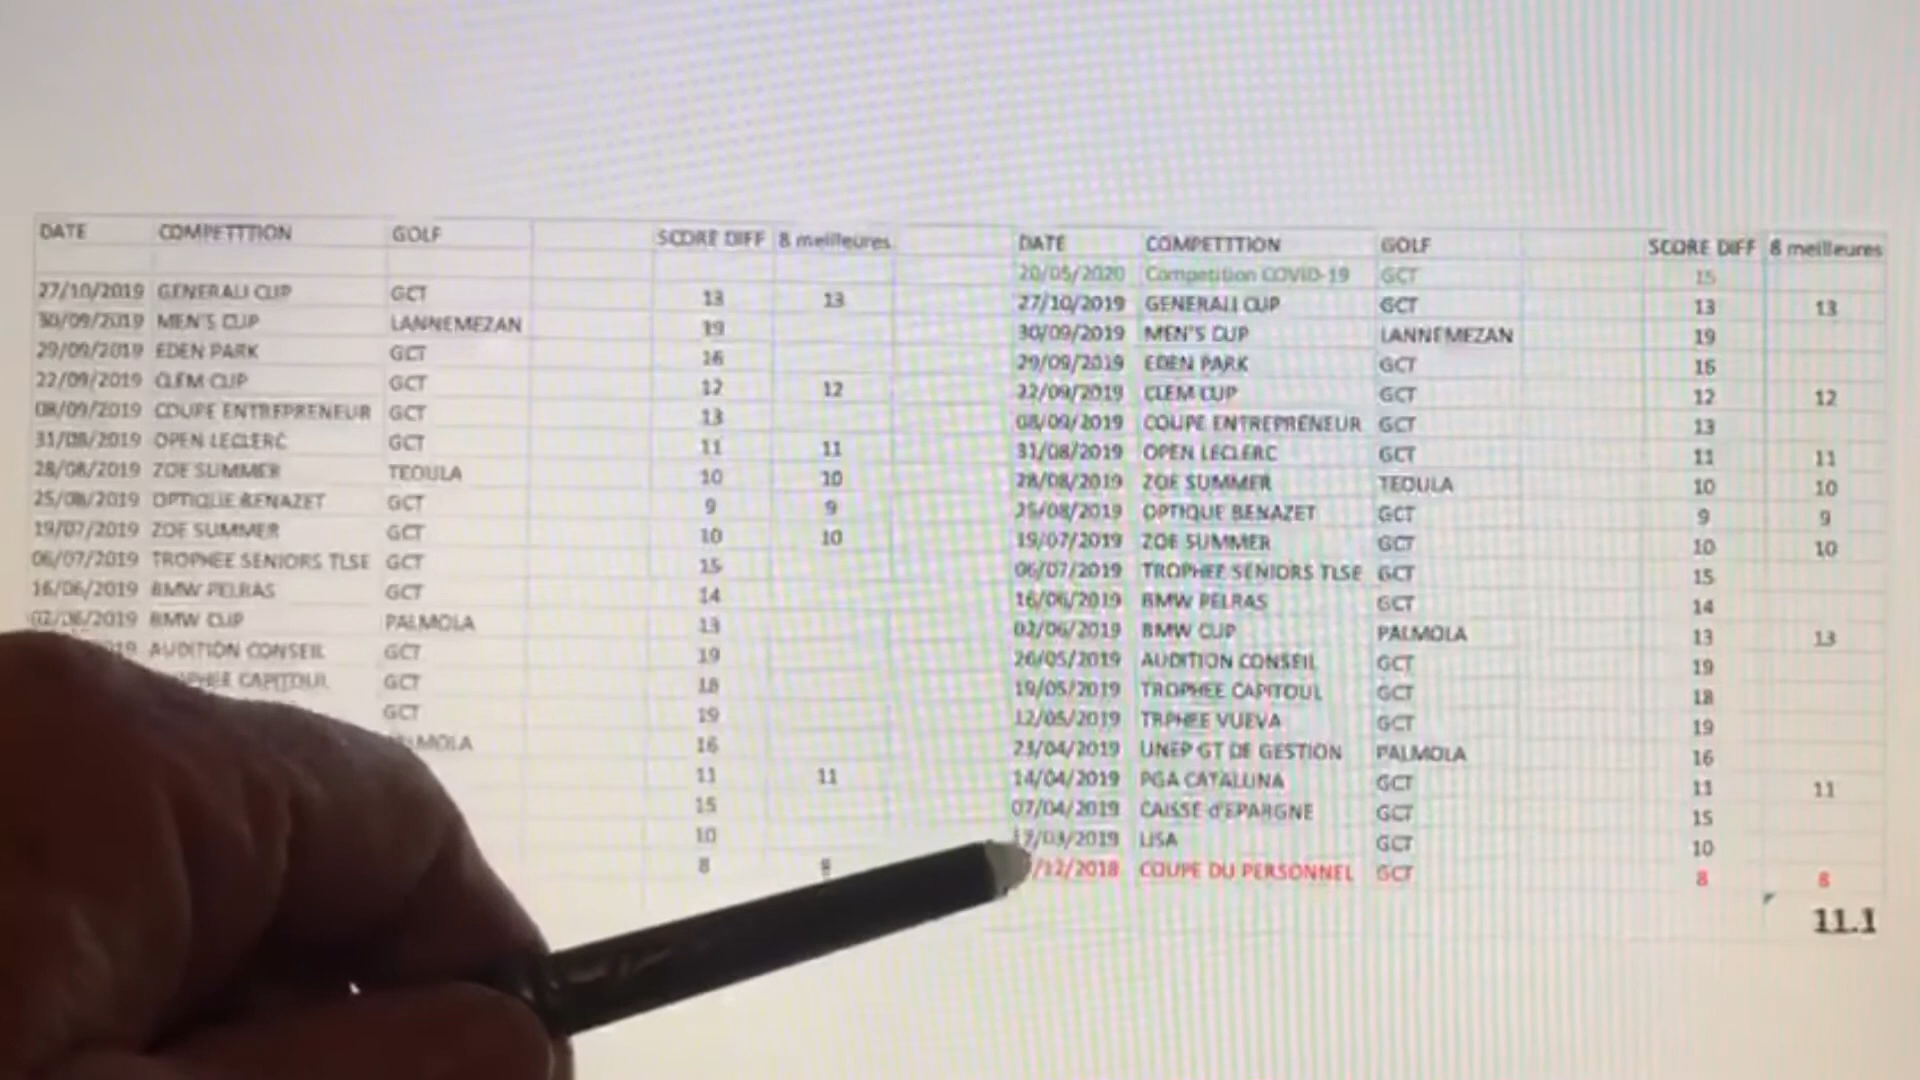 DATE COMPETTTION GOLF SCORE DIFF 8 meilleures
27/10/2019 GENERALI CUP GCT 13 13
30/09/2019 MEN'S CUP LANNEMEZAN 19
29/09/2019 EDEN PARK GCT 16
22/09/2019 CLEM CUP GCT 12 12
08/09/2019 COUPE ENTREPRENEUR GCT 13
31/08/2019 OPEN LECLERC GCT 11 11
28/08/2019 ZOE SUMMER TEOULA 10 10
25/08/2019 OPTIQUE BENAZET GCT 9 9
19/07/2019 ZOE SUMMER GCT 10 10
06/07/2019 TROPHEE SENIORS TLSE GCT 15
16/06/2019 BMW PELRAS GCT 14
02/06/2019 BMW CUP PALMOLA 13
AUDITION CONSEIL GCT 19
CAPITOUL GCT 18
GCT 19
16
11 11
15
10
8 8
DATE COMPETTTION GOLF SCORE DIFF 8 meilleures
20/05/2020 Competition COVID-19 GCT 15
27/10/2019 GENERALI CUP GCT 13 13
30/09/2019 MEN'S CUP LANNEMEZAN 19
29/09/2019 EDEN PARK GCT 16
22/09/2019 CLEM CUP GCT 12 12
08/09/2019 COUPE ENTREPRENEUR GCT 13
31/08/2019 OPEN LECLERC GCT 11 11
28/08/2019 ZOE SUMMER TEOULA 10 10
25/08/2019 OPTIQUE BENAZET GCT 9 9
19/07/2019 ZOE SUMMER GCT 10 10
06/07/2019 TROPHEE SENIORS TLSE GCT 15
16/06/2019 BMW PELRAS GCT 14
02/06/2019 BMW CUP PALMOLA 13 13
26/05/2019 AUDITION CONSEIL GCT 19
19/05/2019 TROPHEE CAPITOUL GCT 18
12/05/2019 TRPHEE VUEVA GCT 19
23/04/2019 UNEP GT DE GESTION PALMOLA 16
14/04/2019 PGA CATALUNA GCT 11 11
07/04/2019 CAISSE d'EPARGNE GCT 15
17/03/2019 LISA GCT 10
/12/2018 COUPE DU PERSONNEL GCT 8 8
11.1